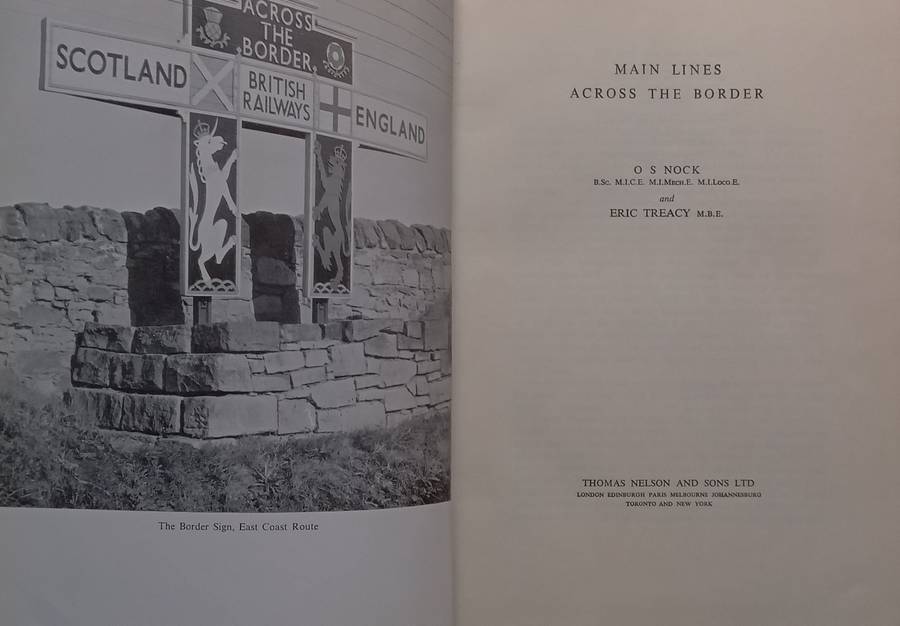 ACROSS
THE
BORDER
SCOTLAND
BRITISH
RAILWAYS
ENGLAND
The Border Sign, East Coast Route
MAIN LINES
ACROSS THE BORDER
O S NOCK
B.Sc. M.I.C.E. M.I.Mech.E. M.I.Loco.E.
and
ERIC TREACY M.B.E.
THOMAS NELSON AND SONS LTD
LONDON EDINBURGH PARIS MELBOURNE JOHANNESBURG
TORONTO AND NEW YORK